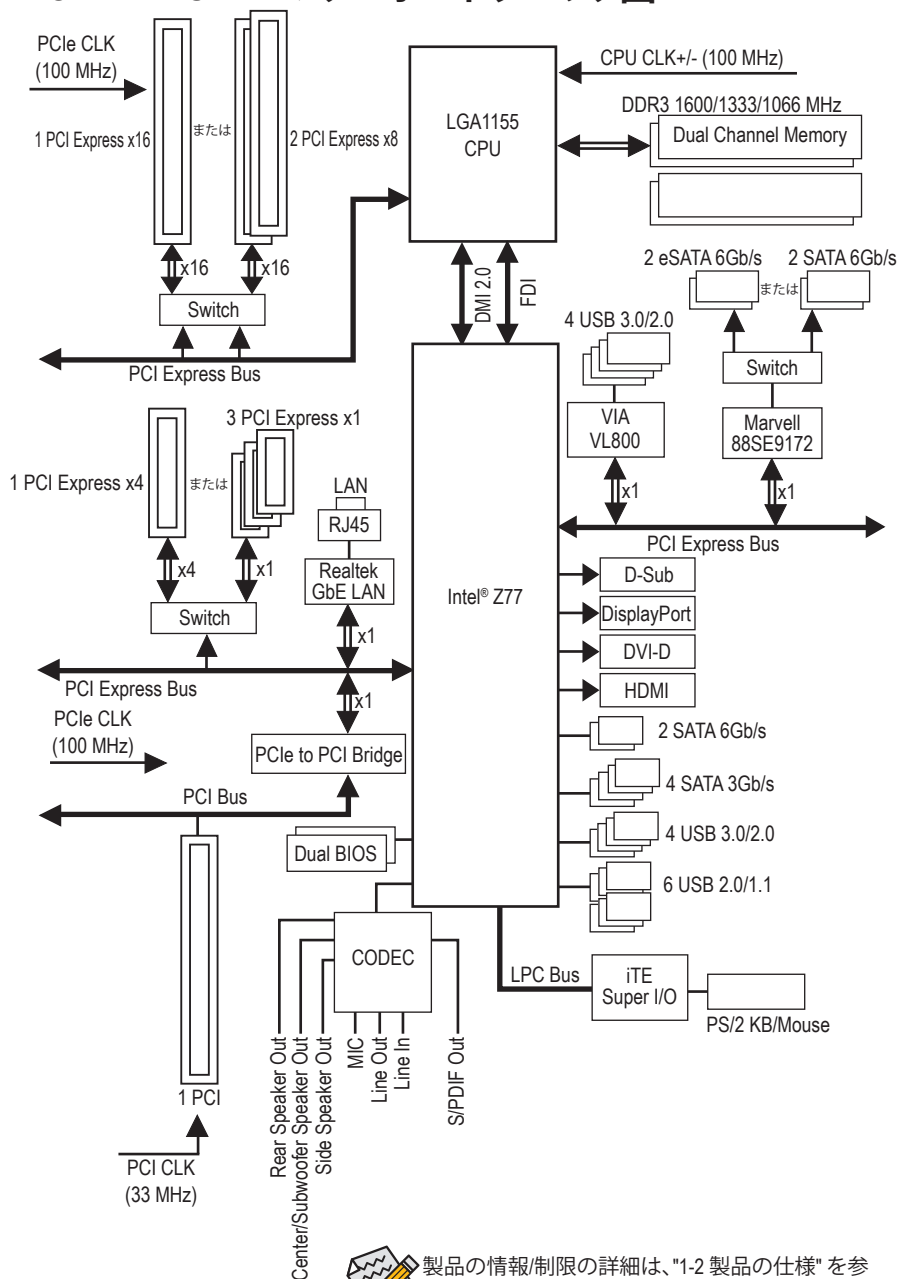 PCIe CLK
(100 MHz)
1 PCI Express x16
または
2 PCI Express x8
x16
x16
Switch
PCI Express Bus
LGA1155
CPU
CPU CLK+/- (100 MHz)
DDR3 1600/1333/1066 MHz
Dual Channel Memory
DMI 2.0
FDI
2 eSATA 6Gb/s
2 SATA 6Gb/s
または
4 USB 3.0/2.0
Switch
VIA
VL800
Marvell
88SE9172
x1
x1
PCI Express Bus
3 PCI Express x1
1 PCI Express x4
または
x4
x1
Switch
LAN
RJ45
Realtek
GbE LAN
x1
PCI Express Bus
x1
PCIe CLK
(100 MHz)
PCIe to PCI Bridge
PCI Bus
Intel® Z77
D-Sub
DisplayPort
DVI-D
HDMI
2 SATA 6Gb/s
4 SATA 3Gb/s
4 USB 3.0/2.0
6 USB 2.0/1.1
Dual BIOS
CODEC
LPC Bus
iTE
Super I/O
PS/2 KB/Mouse
Rear Speaker Out
Center/Subwoofer Speaker Out
Side Speaker Out
MIC
Line Out
Line In
S/PDIF Out
1 PCI
PCI CLK
(33 MHz)
製品の情報/制限の詳細は、"1-2 製品の仕様" を参